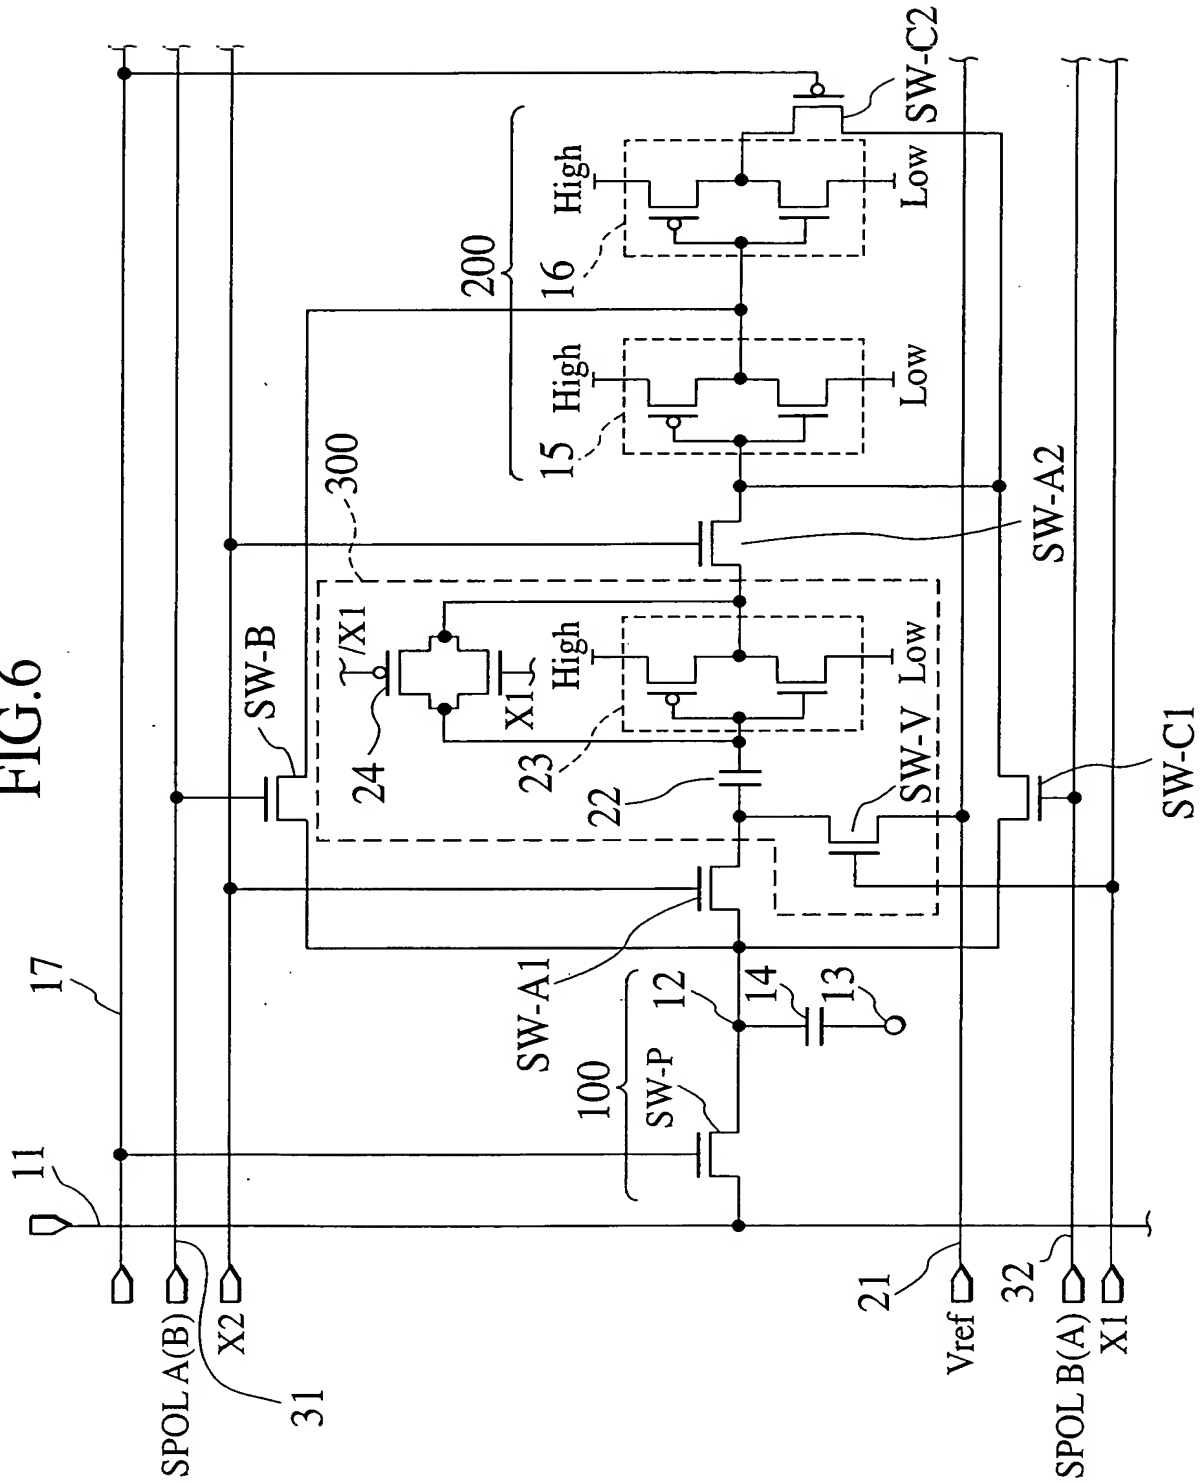 FIG.6
17
11
SPOL A(B)
31
X2
SW-B
300
200
/X1
24
X1
High
High
High
15
16
23
22
SW-V
Low
Low
Low
SW-C2
SW-A1
100
12
14
13
SW-P
SW-A2
21
Vref
32
SPOL B(A)
X1
SW-C1